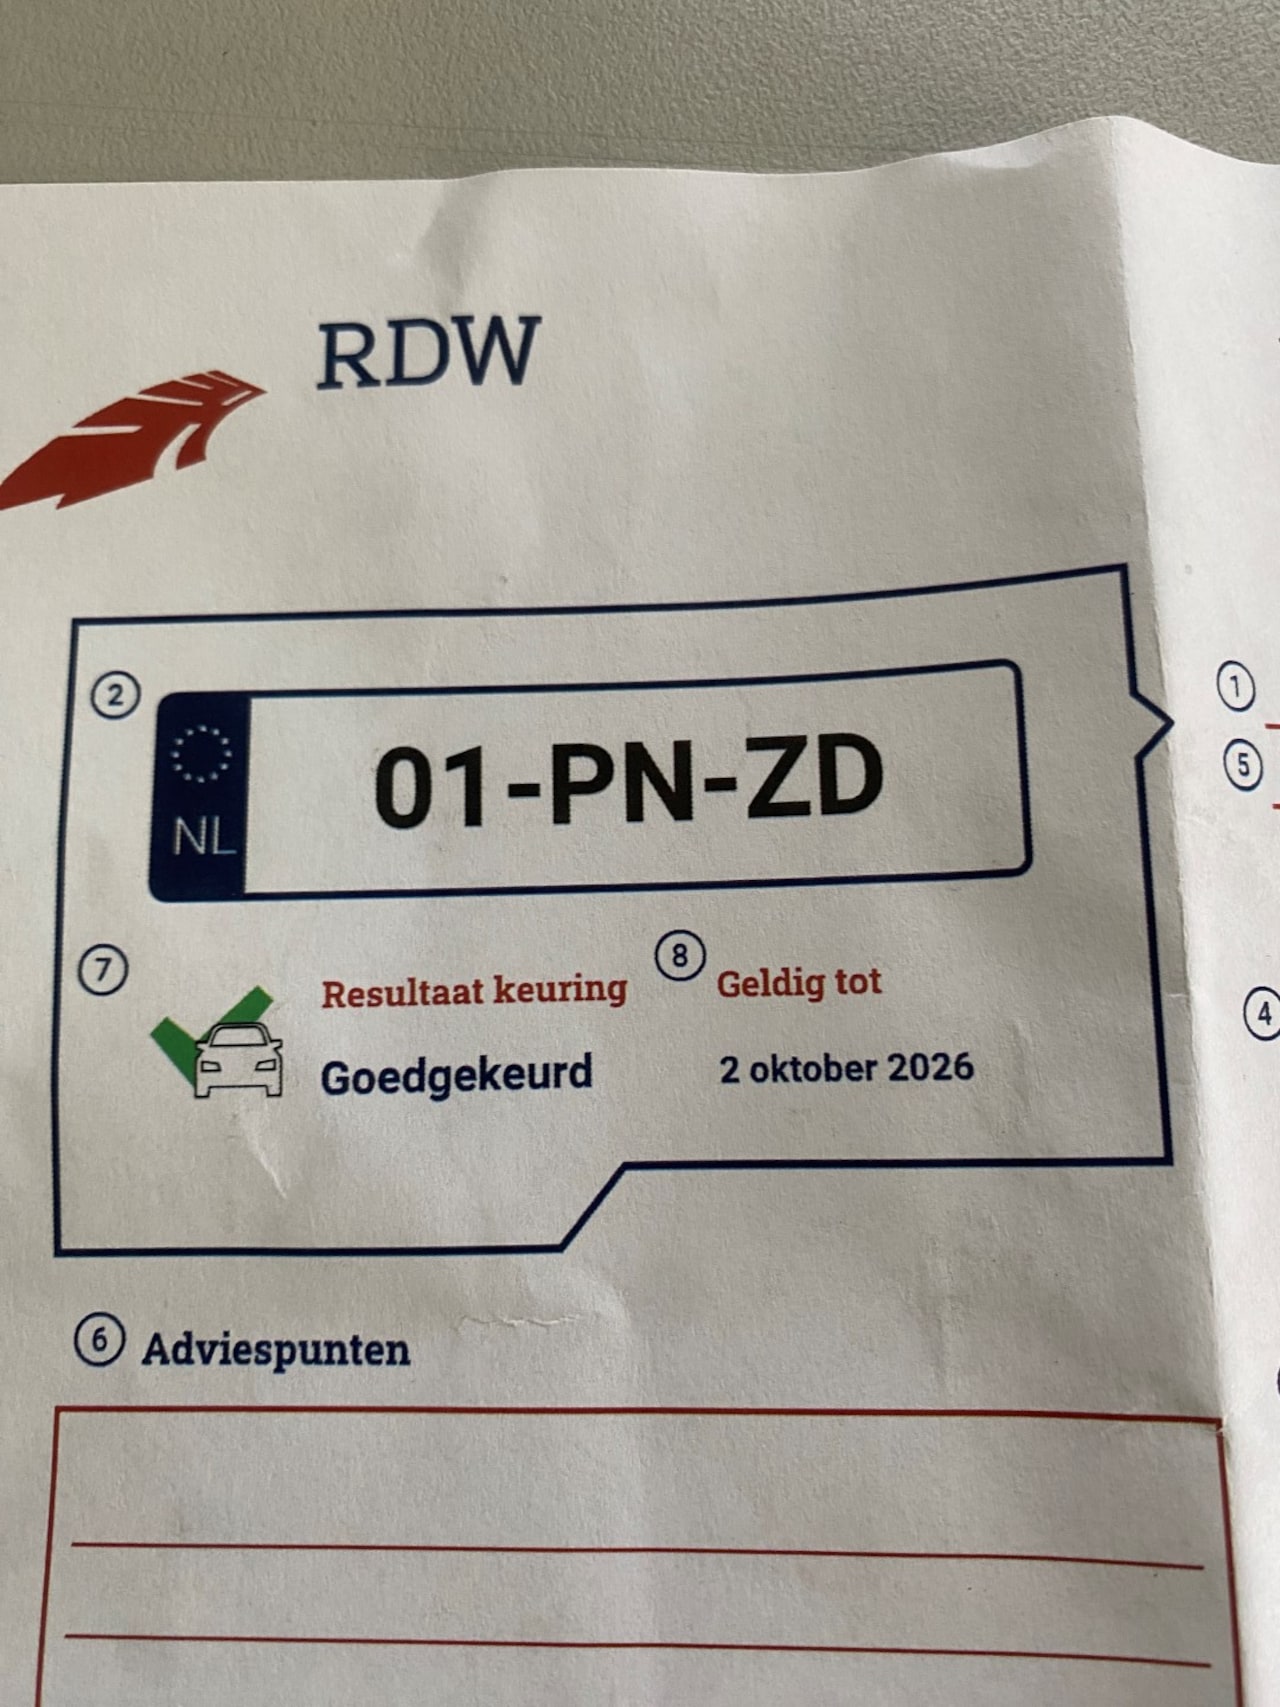 RDW
2
01-PN-ZD
NL
7
Resultaat keuring
Goedgekeurd
8
Geldig tot
2 oktober 2026
1
5
4
6 Adviespunten